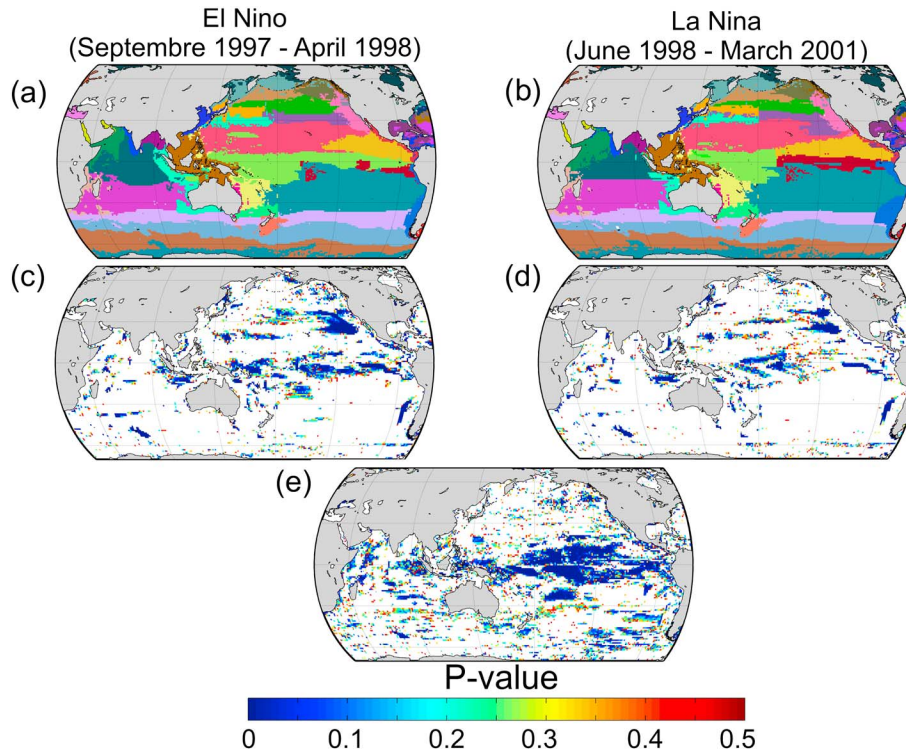 El Nino
(Septembre 1997 - April 1998)
La Nina
(June 1998 - March 2001)
(a)
(b)
(c)
(d)
(e)
P-value
0 0.1 0.2 0.3 0.4 0.5